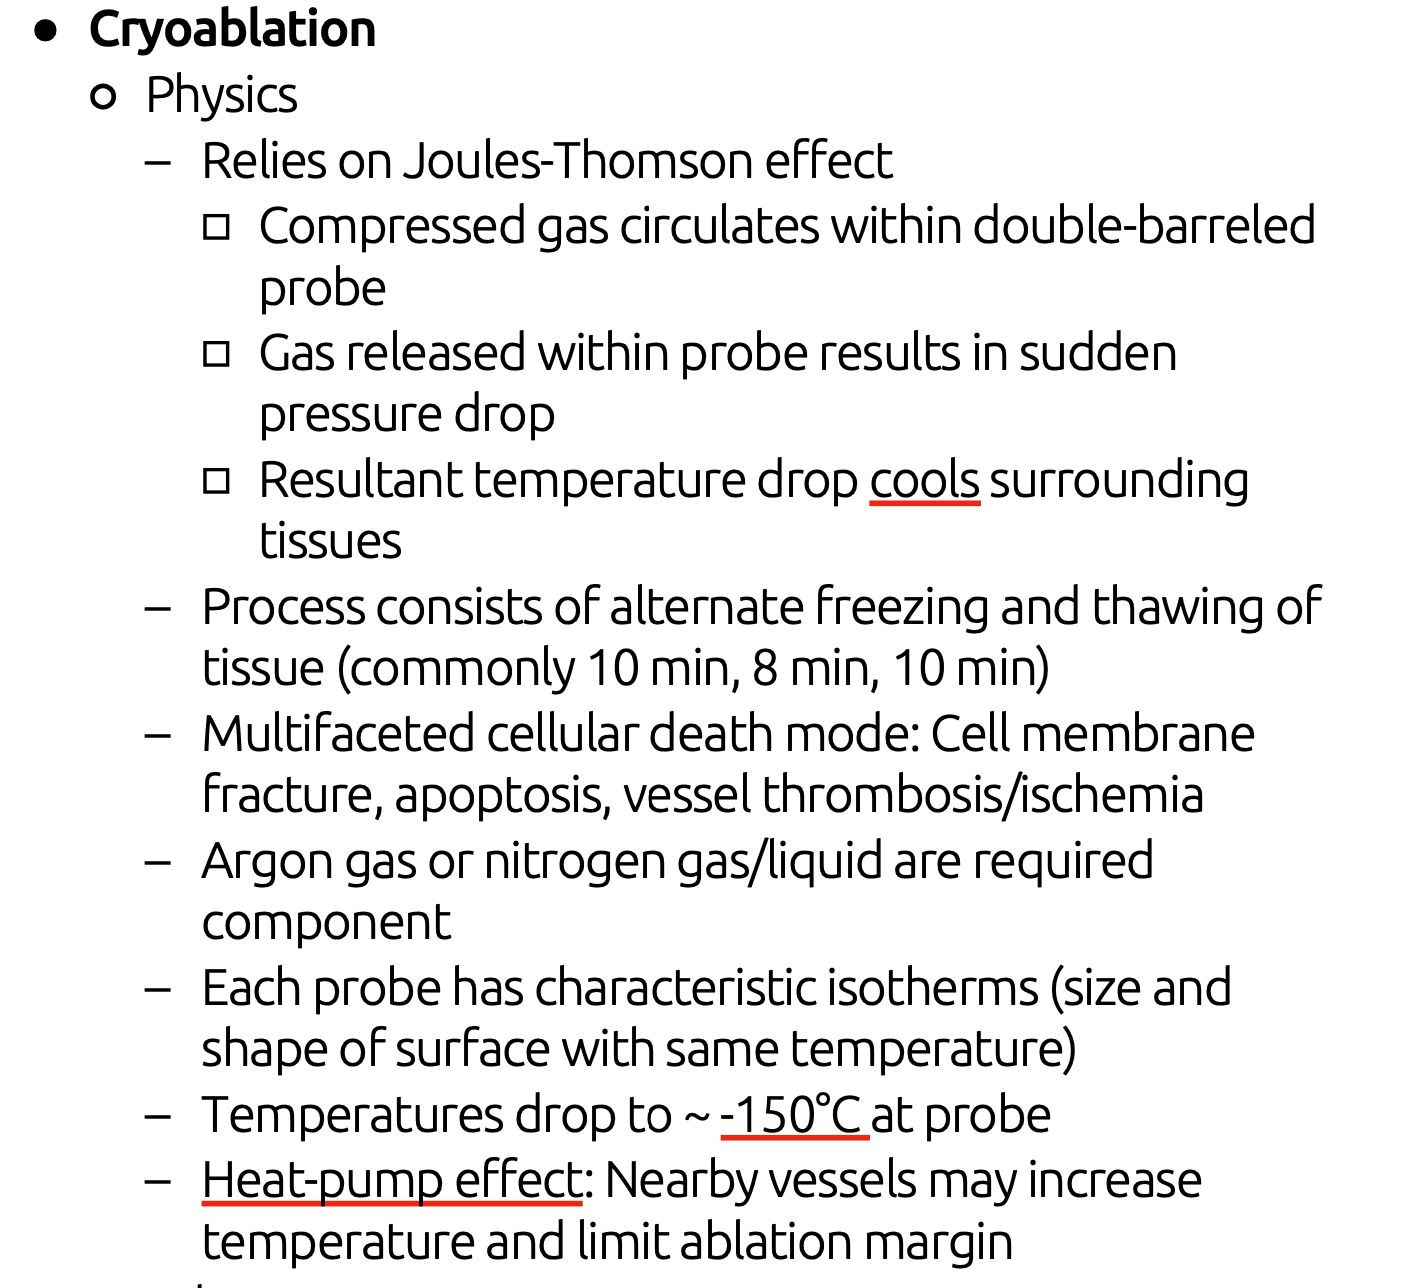 ● Cryoablation
○ Physics
– Relies on Joules-Thomson effect
□ Compressed gas circulates within double-barreled
probe
□ Gas released within probe results in sudden
pressure drop
□ Resultant temperature drop cools surrounding
tissues
– Process consists of alternate freezing and thawing of
tissue (commonly 10 min, 8 min, 10 min)
– Multifaceted cellular death mode: Cell membrane
fracture, apoptosis, vessel thrombosis/ischemia
– Argon gas or nitrogen gas/liquid are required
component
– Each probe has characteristic isotherms (size and
shape of surface with same temperature)
– Temperatures drop to ~ -150°C at probe
– Heat-pump effect: Nearby vessels may increase
temperature and limit ablation margin